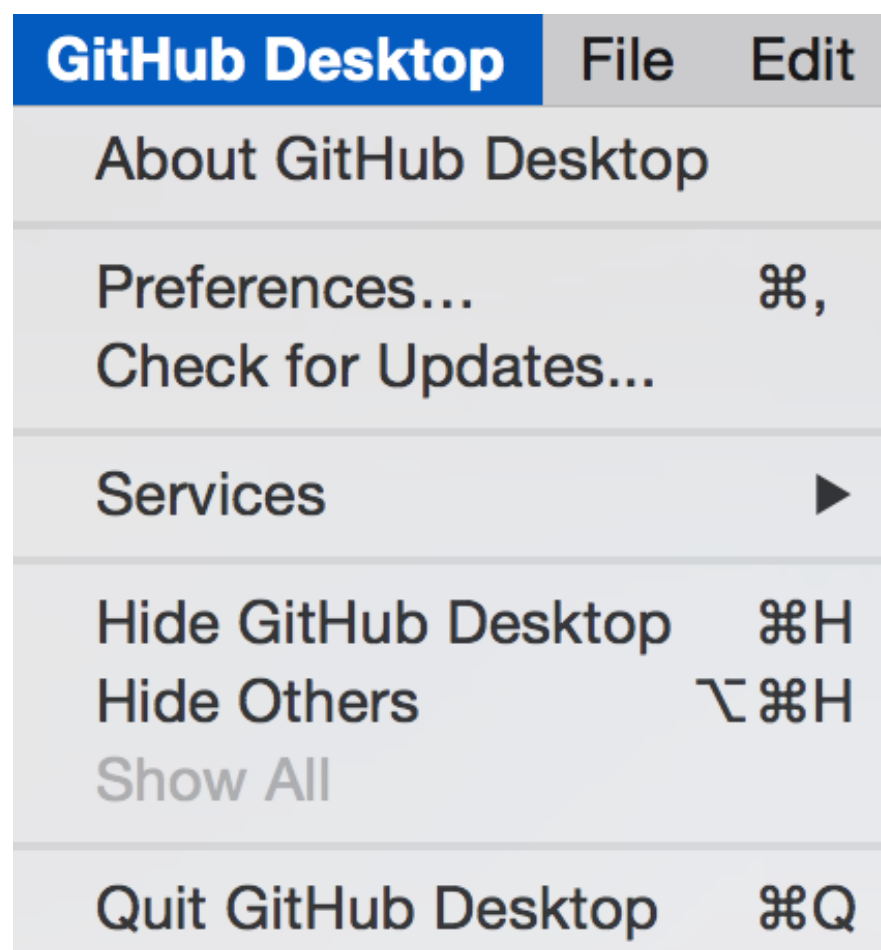 GitHub Desktop File Edit
About GitHub Desktop
Preferences… ⌘,
Check for Updates...
Services ▶
Hide GitHub Desktop ⌘H
Hide Others ⌥⌘H
Show All
Quit GitHub Desktop ⌘Q